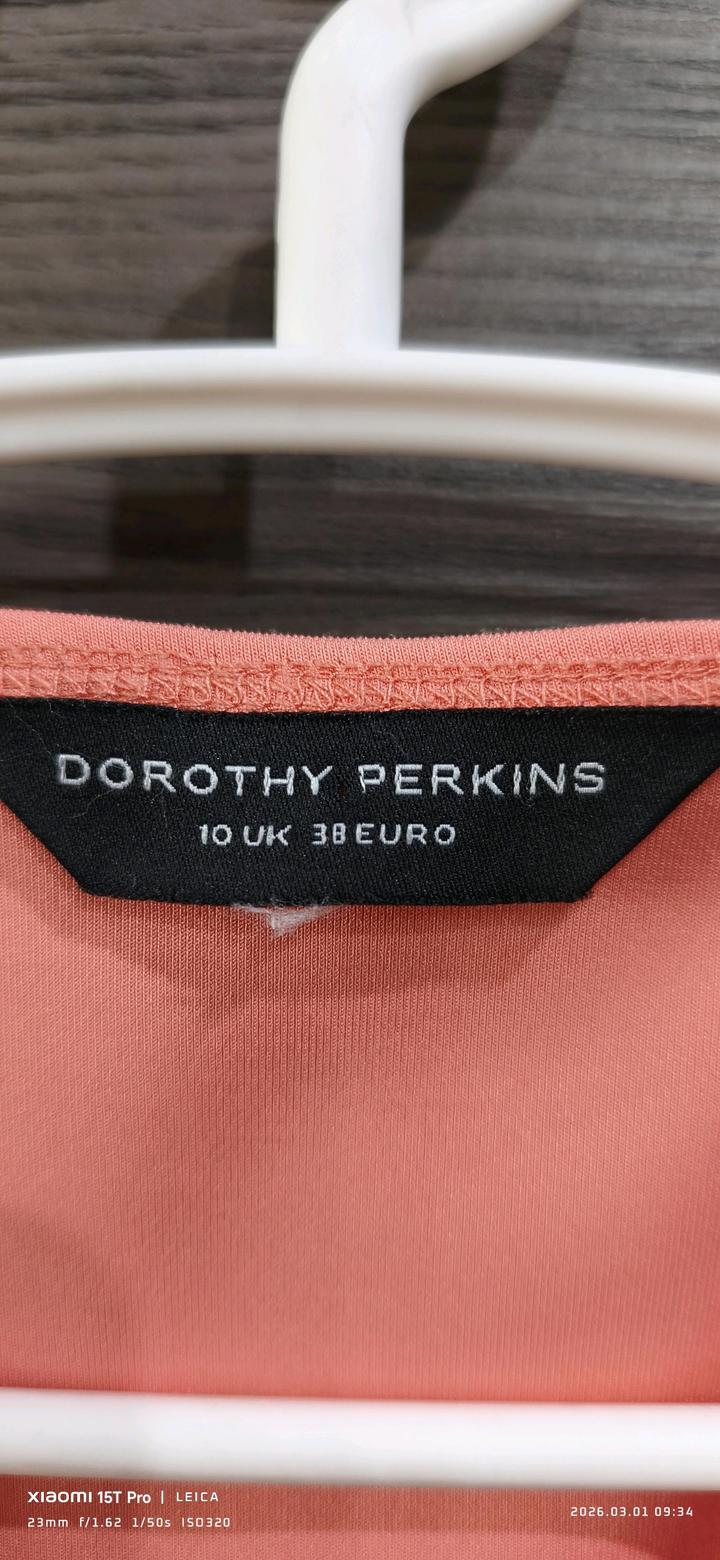 DOROTHY PERKINS
10 UK 38 EURO
XIAOMI 15T Pro | LEICA
23mm f/1.62 1/50s ISO320
2026.03.01 09:34